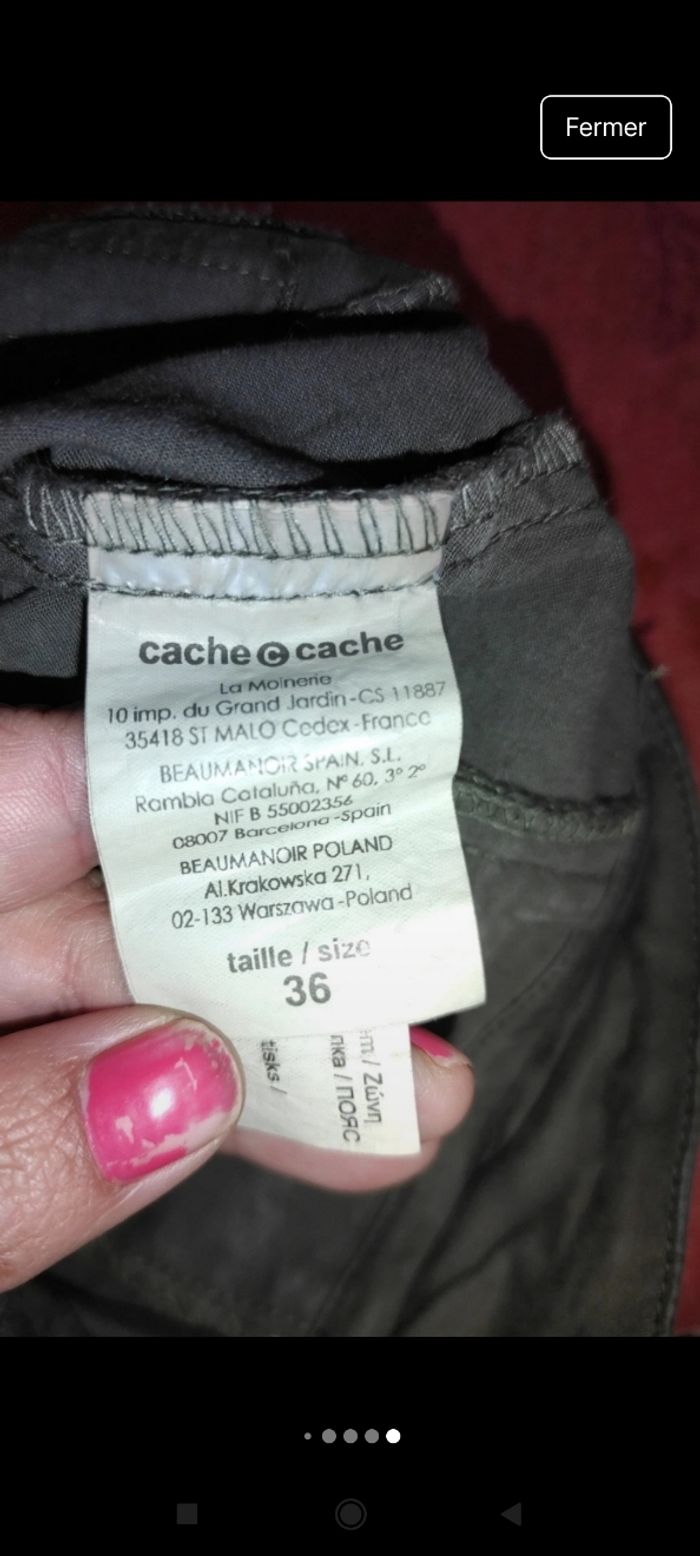 Fermer
cache c cache
La Moinerie
10 imp. du Grand Jardin-CS 11887
35418 ST MALO Cedex-France
BEAUMANOIR SPAIN, S.L.
Rambla Cataluña, Nº 60, 3º 2º
NIF B 55002356
08007 Barcelona-Spain
BEAUMANOIR POLAND
Al.Krakowska 271,
02-133 Warszawa-Poland
taille / size
36
/ Ζώνη
/ ПОЯС